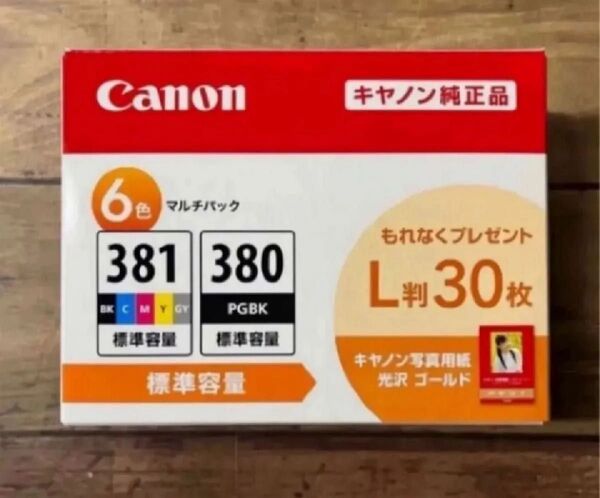 Canon
キヤノン純正品
6色 マルチパック
381
BK C M Y GY
標準容量
380
PGBK
標準容量
標準容量
もれなくプレゼント
L判30枚
キヤノン写真用紙
光沢 ゴールド